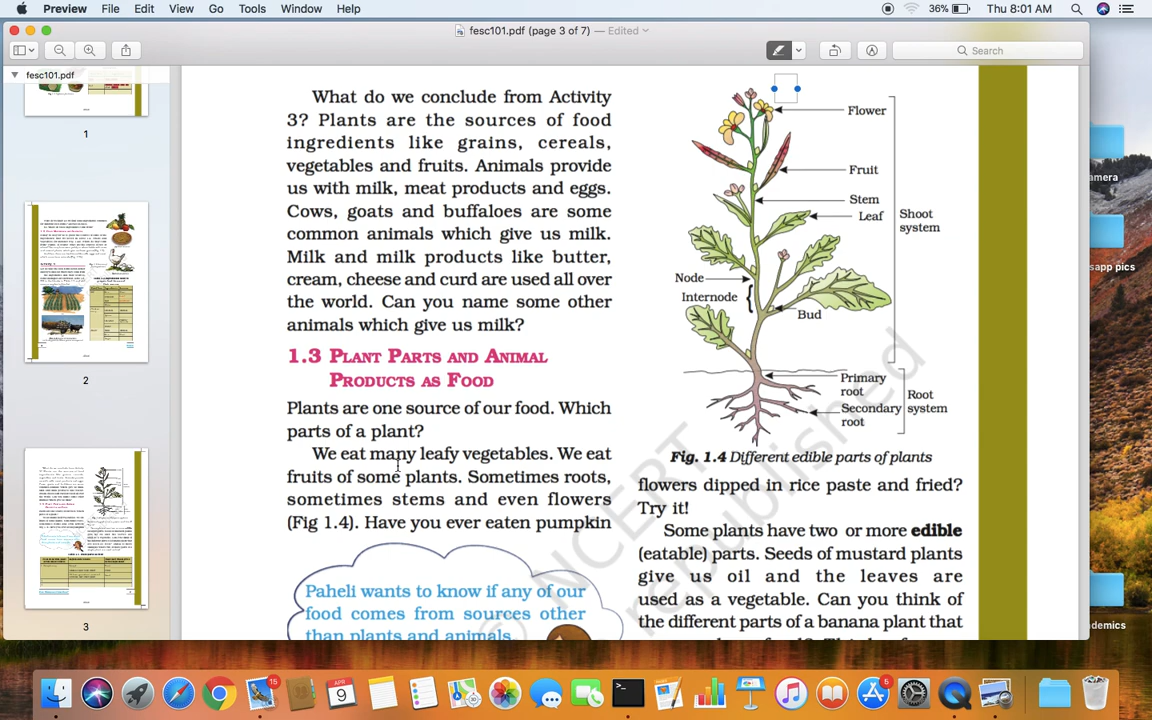 Preview File Edit View Go Tools Window Help 36% Thu 8:01 AM
fesc101.pdf (page 3 of 7) — Edited
Search
fesc101.pdf
1
2
3
What do we conclude from Activity
3? Plants are the sources of food
ingredients like grains, cereals,
vegetables and fruits. Animals provide
us with milk, meat products and eggs.
Cows, goats and buffaloes are some
common animals which give us milk.
Milk and milk products like butter,
cream, cheese and curd are used all over
the world. Can you name some other
animals which give us milk?
1.3 PLANT PARTS AND ANIMAL
PRODUCTS AS FOOD
Plants are one source of our food. Which
parts of a plant?
We eat many leafy vegetables. We eat
fruits of some plants. Sometimes roots,
sometimes stems and even flowers
(Fig 1.4). Have you ever eaten pumpkin
Paheli wants to know if any of our
food comes from sources other
than plants and animals.
Flower
Fruit
Stem
Leaf
Shoot
system
Node
Internode
Bud
Primary
root
Secondary
root
Root
system
Fig. 1.4 Different edible parts of plants
flowers dipped in rice paste and fried?
Try it!
Some plants have two or more edible
(eatable) parts. Seeds of mustard plants
give us oil and the leaves are
used as a vegetable. Can you think of
the different parts of a banana plant that
© NCERT
republished
amera
sapp pics
demics
APR
9
15
5